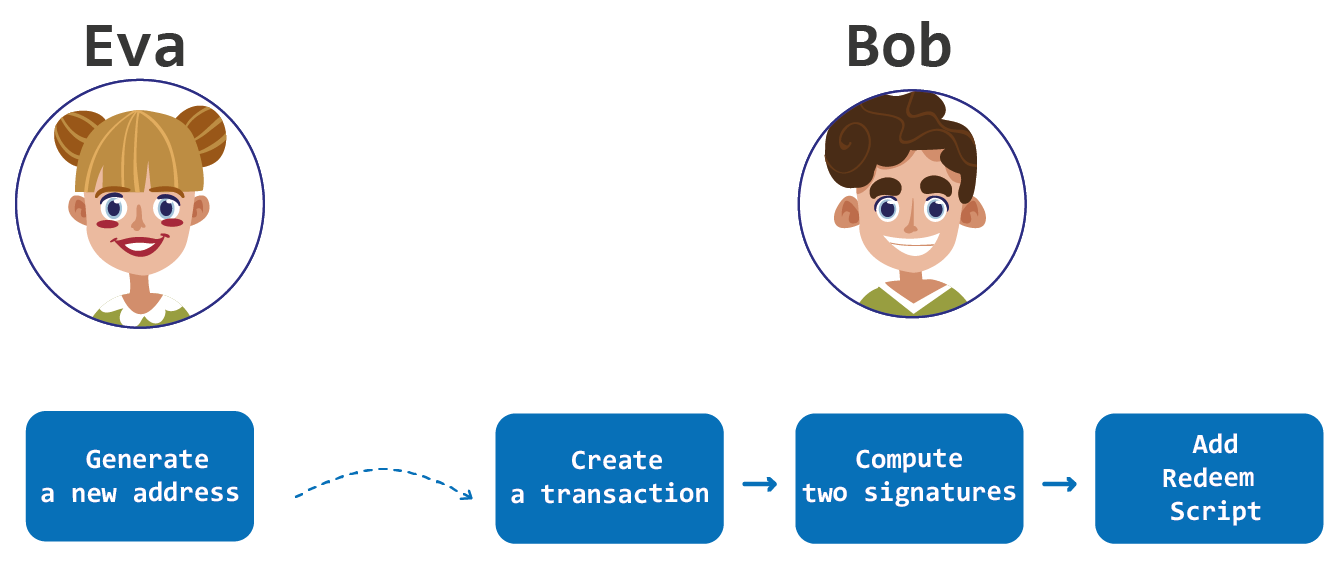 Eva
Bob
Generate
a new address
Create
a transaction
Compute
two signatures
Add
Redeem
Script